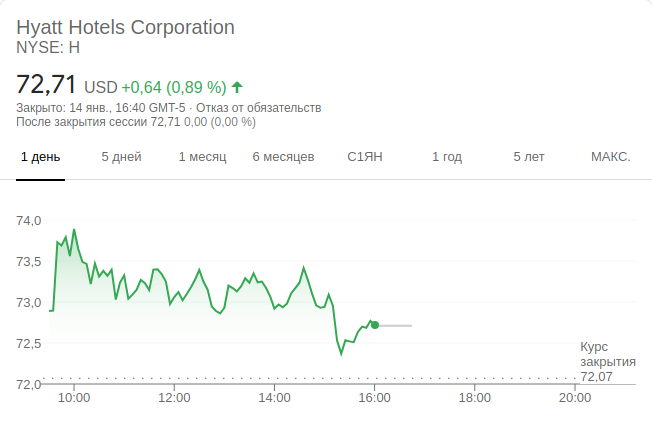 Hyatt Hotels Corporation
NYSE: H
72,71 USD +0,64 (0,89 %)
Закрыто: 14 янв., 16:40 GMT-5 · Отказ от обязательств
После закрытия сессии 72,71 0,00 (0,00 %)
1 день 5 дней 1 месяц 6 месяцев С1ЯН 1 год 5 лет МАКС.
74,0
73,5
73,0
72,5
72,0
Курс
закрытия
72,07
10:00 12:00 14:00 16:00 18:00 20:00